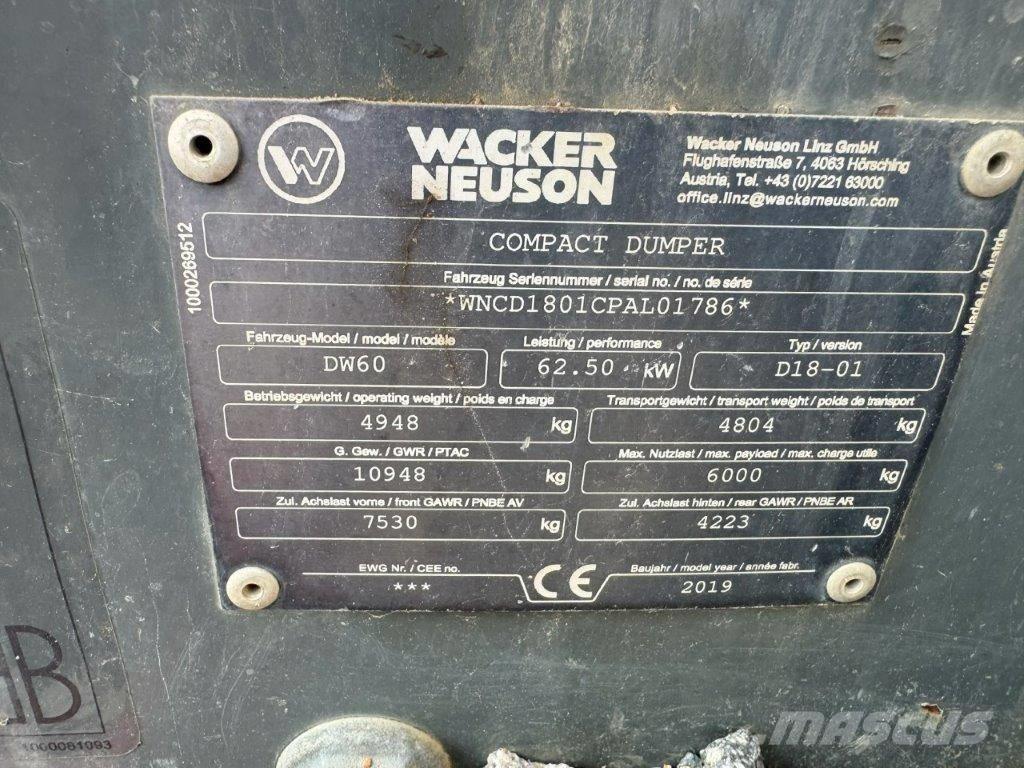 WACKER
NEUSON
Wacker Neuson Linz GmbH
Flughafenstraße 7, 4063 Hörsching
Austria, Tel. +43 (0)7221 63000
office.linz@wackerneuson.com
1000269512
Made in Austria
COMPACT DUMPER
Fahrzeug Seriennummer / serial no. / no. de série
*WNCD1801CPAL01786*
Fahrzeug-Model / model / modèle Leistung / performance Typ / version
DW60 62.50 kW D18-01
Betriebsgewicht / operating weight / poids en charge Transportgewicht / transport weight / poids de transport
4948 kg 4804 kg
G. Gew. / GWR / PTAC Max. Nutzlast / max. payload / max. charge utile
10948 kg 6000 kg
Zul. Achslast vorne / front GAWR / PNBE AV Zul. Achslast hinten / rear GAWR / PNBE AR
7530 kg 4223 kg
EWG Nr. / CEE no. CE Baujahr / model year / année fabr.
*** 2019
B
1000081093
MASCUS